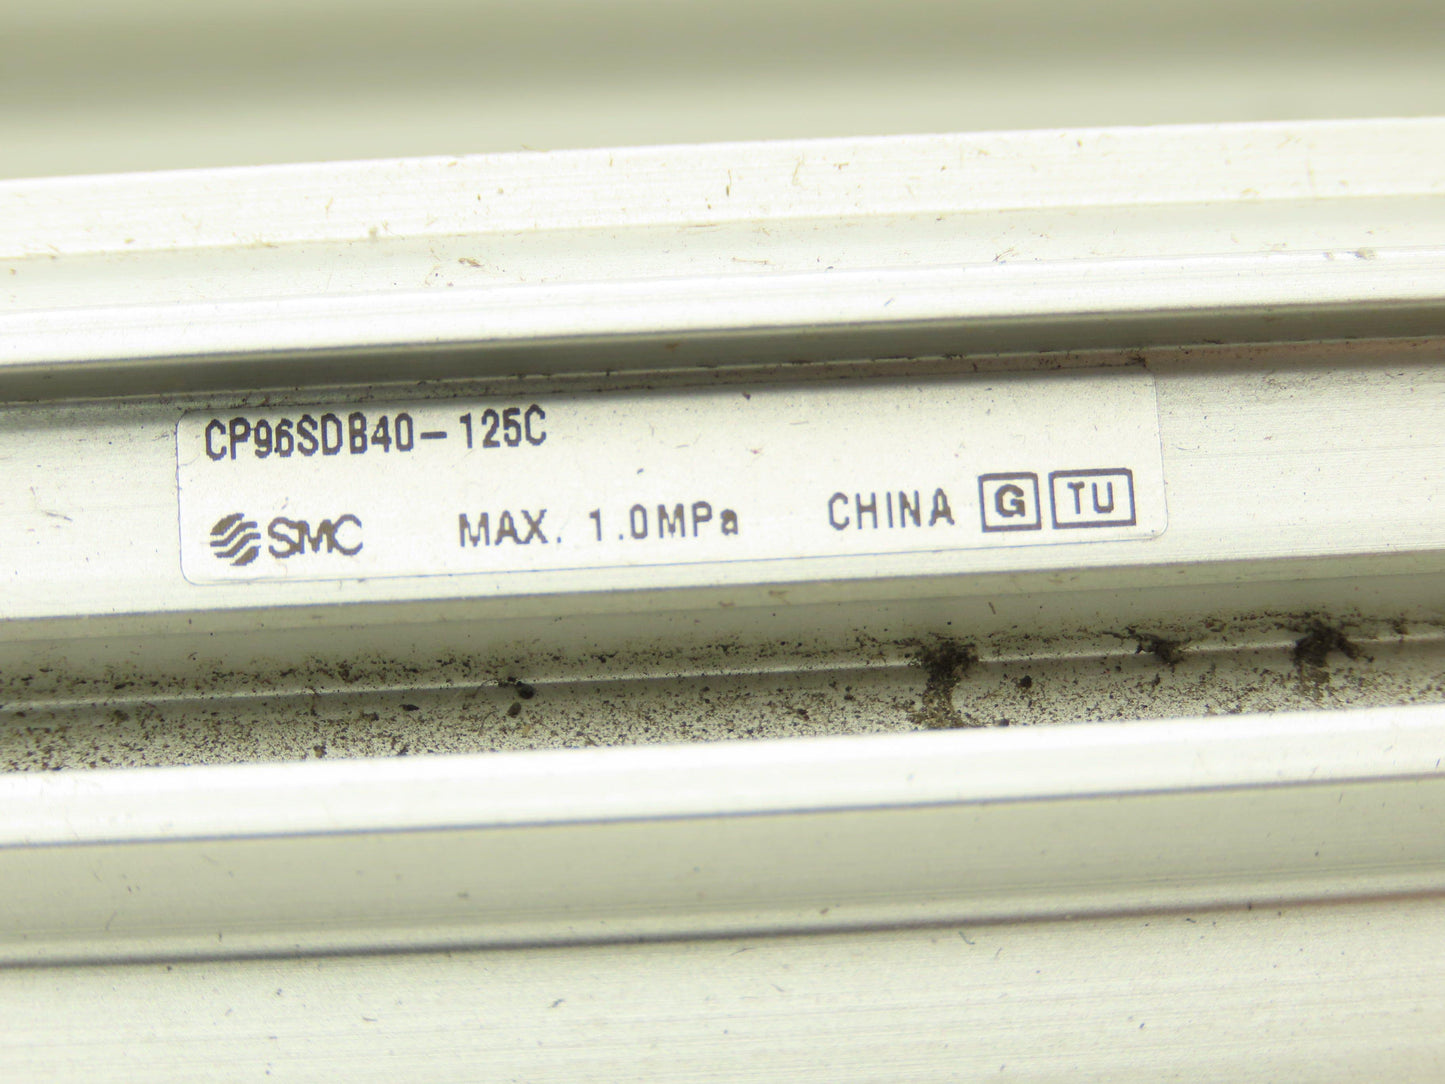 CP96SDB40-125C
SMC MAX. 1.0MPa CHINA G TU